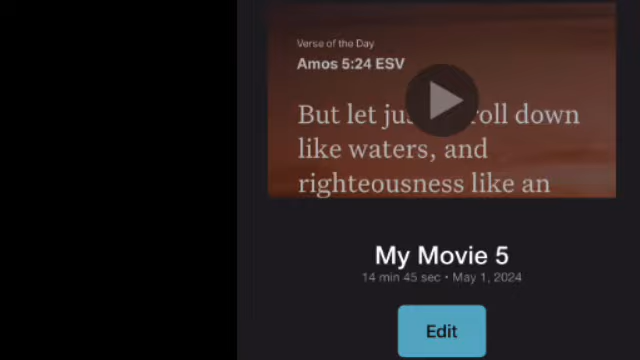 Verse of the Day
Amos 5:24 ESV
But let roll down
like waters, and
righteousness like an
My Movie 5
14 min 45 sec • May 1, 2024
Edit